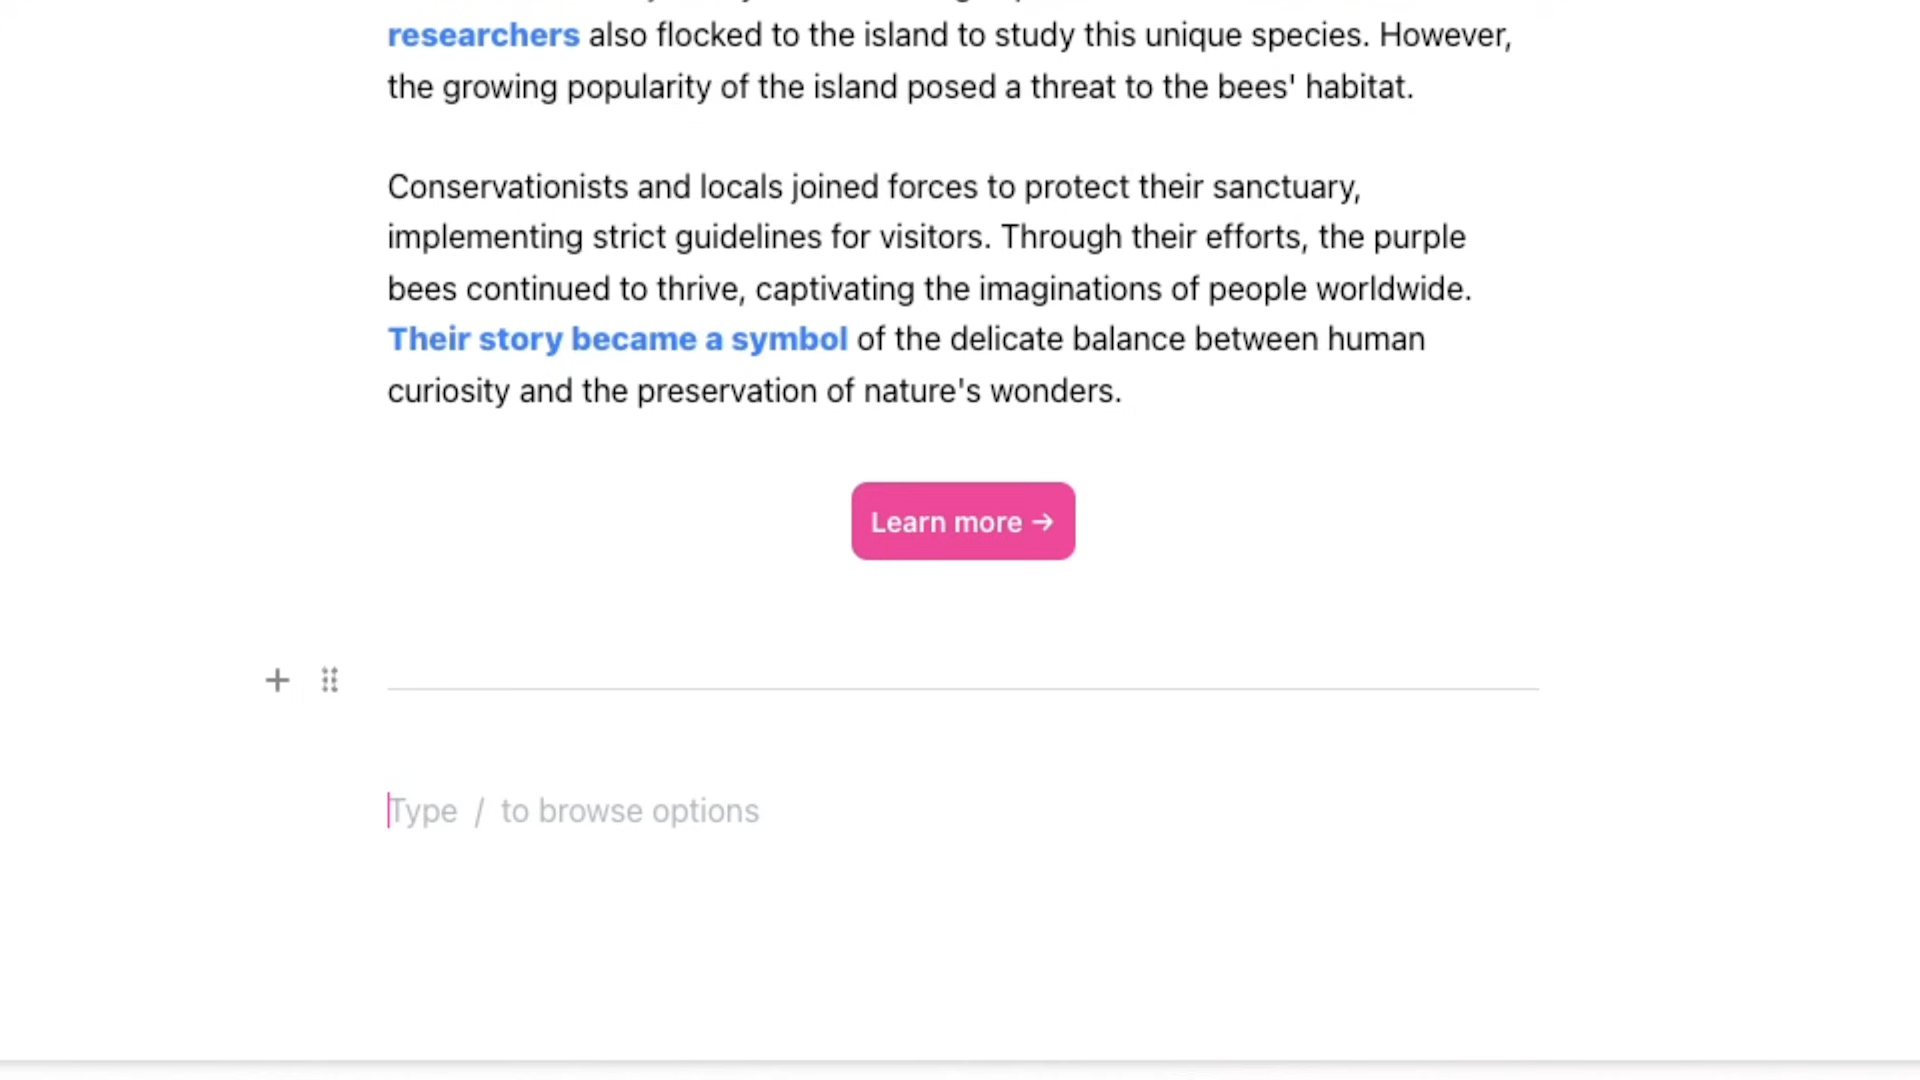 researchers also flocked to the island to study this unique species. However,
the growing popularity of the island posed a threat to the bees' habitat.
Conservationists and locals joined forces to protect their sanctuary,
implementing strict guidelines for visitors. Through their efforts, the purple
bees continued to thrive, captivating the imaginations of people worldwide.
Their story became a symbol of the delicate balance between human
curiosity and the preservation of nature's wonders.
Learn more →
Type / to browse options